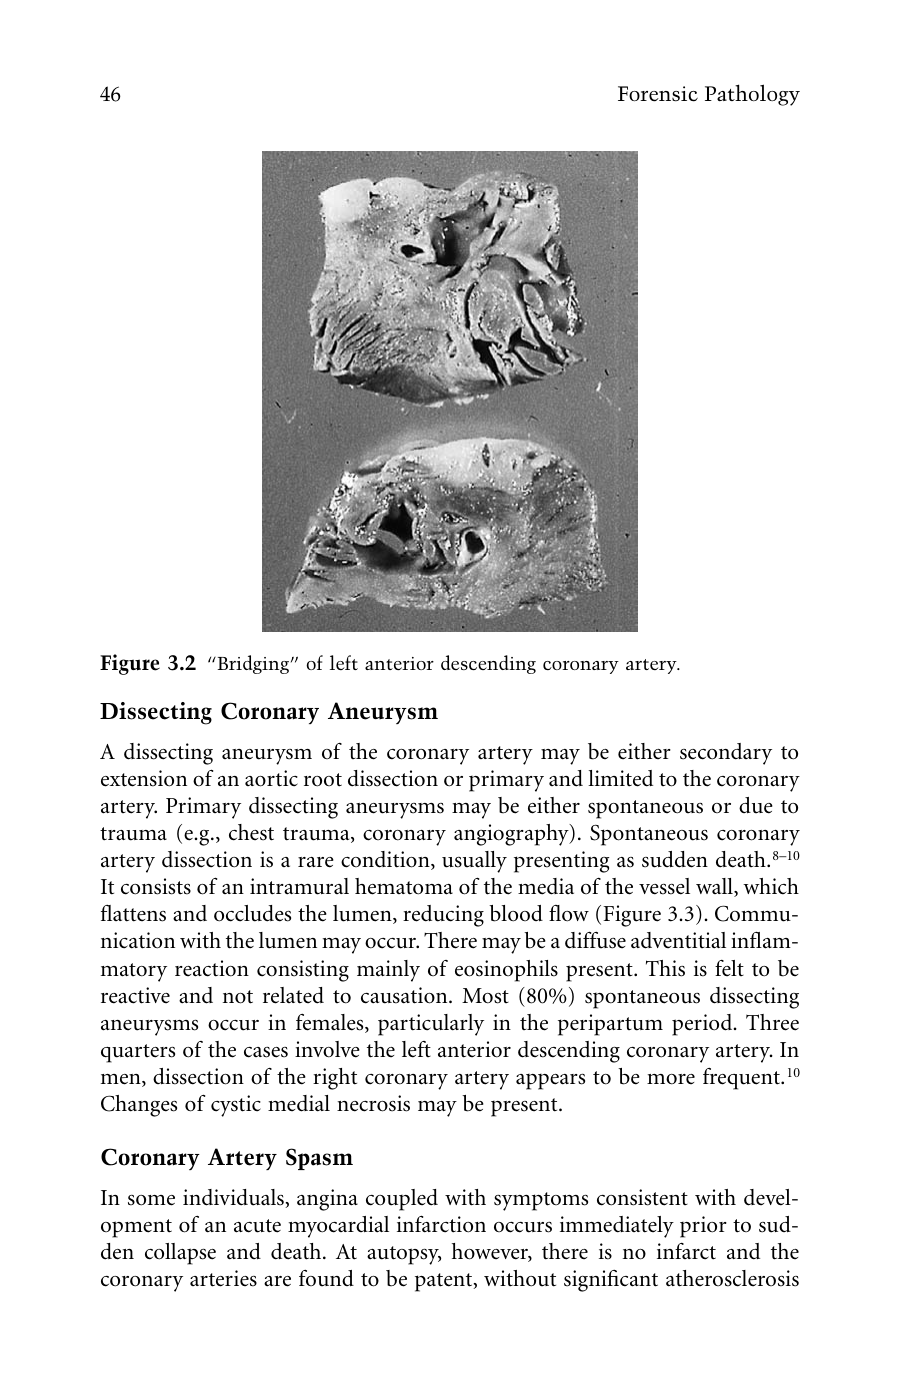 46
Forensic Pathology
Figure 3.2 “Bridging” of left anterior descending coronary artery.
Dissecting Coronary Aneurysm
A dissecting aneurysm of the coronary artery may be either secondary to
extension of an aortic root dissection or primary and limited to the coronary
artery. Primary dissecting aneurysms may be either spontaneous or due to
trauma (e.g., chest trauma, coronary angiography). Spontaneous coronary
artery dissection is a rare condition, usually presenting as sudden death.8–10
It consists of an intramural hematoma of the media of the vessel wall, which
flattens and occludes the lumen, reducing blood flow (Figure 3.3). Commu-
nication with the lumen may occur. There may be a diffuse adventitial inflam-
matory reaction consisting mainly of eosinophils present. This is felt to be
reactive and not related to causation. Most (80%) spontaneous dissecting
aneurysms occur in females, particularly in the peripartum period. Three
quarters of the cases involve the left anterior descending coronary artery. In
men, dissection of the right coronary artery appears to be more frequent.10
Changes of cystic medial necrosis may be present.
Coronary Artery Spasm
In some individuals, angina coupled with symptoms consistent with devel-
opment of an acute myocardial infarction occurs immediately prior to sud-
den collapse and death. At autopsy, however, there is no infarct and the
coronary arteries are found to be patent, without significant atherosclerosis